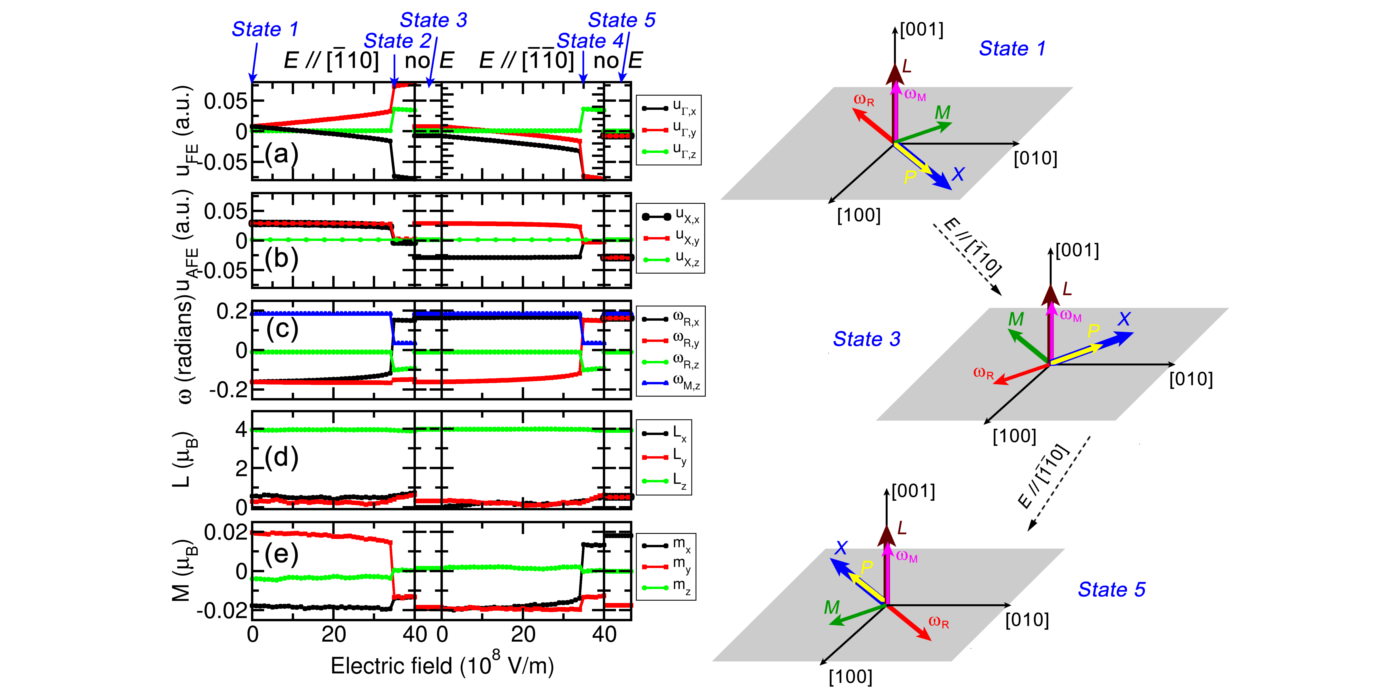 State 1
State 3
State 5
State 2
State 4
E // [1̄10]
no E
E // [1̄1̄0]
no E
u_FE (a.u.)
0.05
0
-0.05
(a)
u_Γ,x
u_Γ,y
u_Γ,z
u_AFE (a.u.)
0.05
0
-0.05
(b)
u_X,x
u_X,y
u_X,z
ω (radians)
0.2
0
-0.2
(c)
ω_R,x
ω_R,y
ω_R,z
ω_M,z
L (μ_B)
4
2
0
(d)
L_x
L_y
L_z
M (μ_B)
0.02
0
-0.02
(e)
m_x
m_y
m_z
0 20 40 0 20 40
Electric field (10^8 V/m)
[001]
State 1
L
ω_R
ω_M
M
[010]
P
X
[100]
E // [1̄10]
[001]
State 3
L
M
ω_M
P
X
ω_R
[010]
[100]
E // [1̄1̄0]
[001]
L
X
P
ω_M
State 5
M
ω_R
[010]
[100]